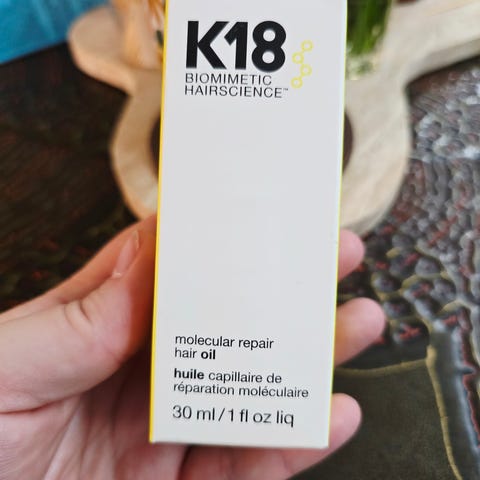 K18
BIOMIMETIC
HAIRSCIENCE™
molecular repair
hair oil
huile capillaire de
réparation moléculaire
30 ml / 1 fl oz liq